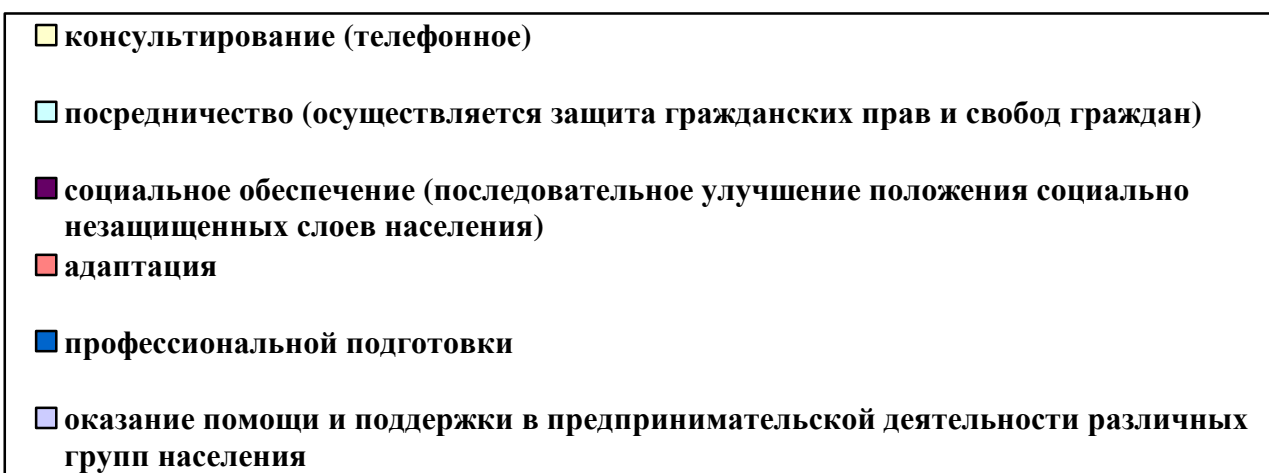 консультирование (телефонное)
посредничество (осуществляется защита гражданских прав и свобод граждан)
социальное обеспечение (последовательное улучшение положения социально
незащищенных слоев населения)
адаптация
профессиональной подготовки
оказание помощи и поддержки в предпринимательской деятельности различных
групп населения